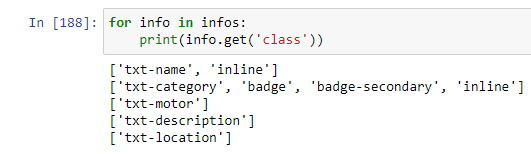 In [188]: for info in infos:
    print(info.get('class'))
['txt-name', 'inline']
['txt-category', 'badge', 'badge-secondary', 'inline']
['txt-motor']
['txt-description']
['txt-location']